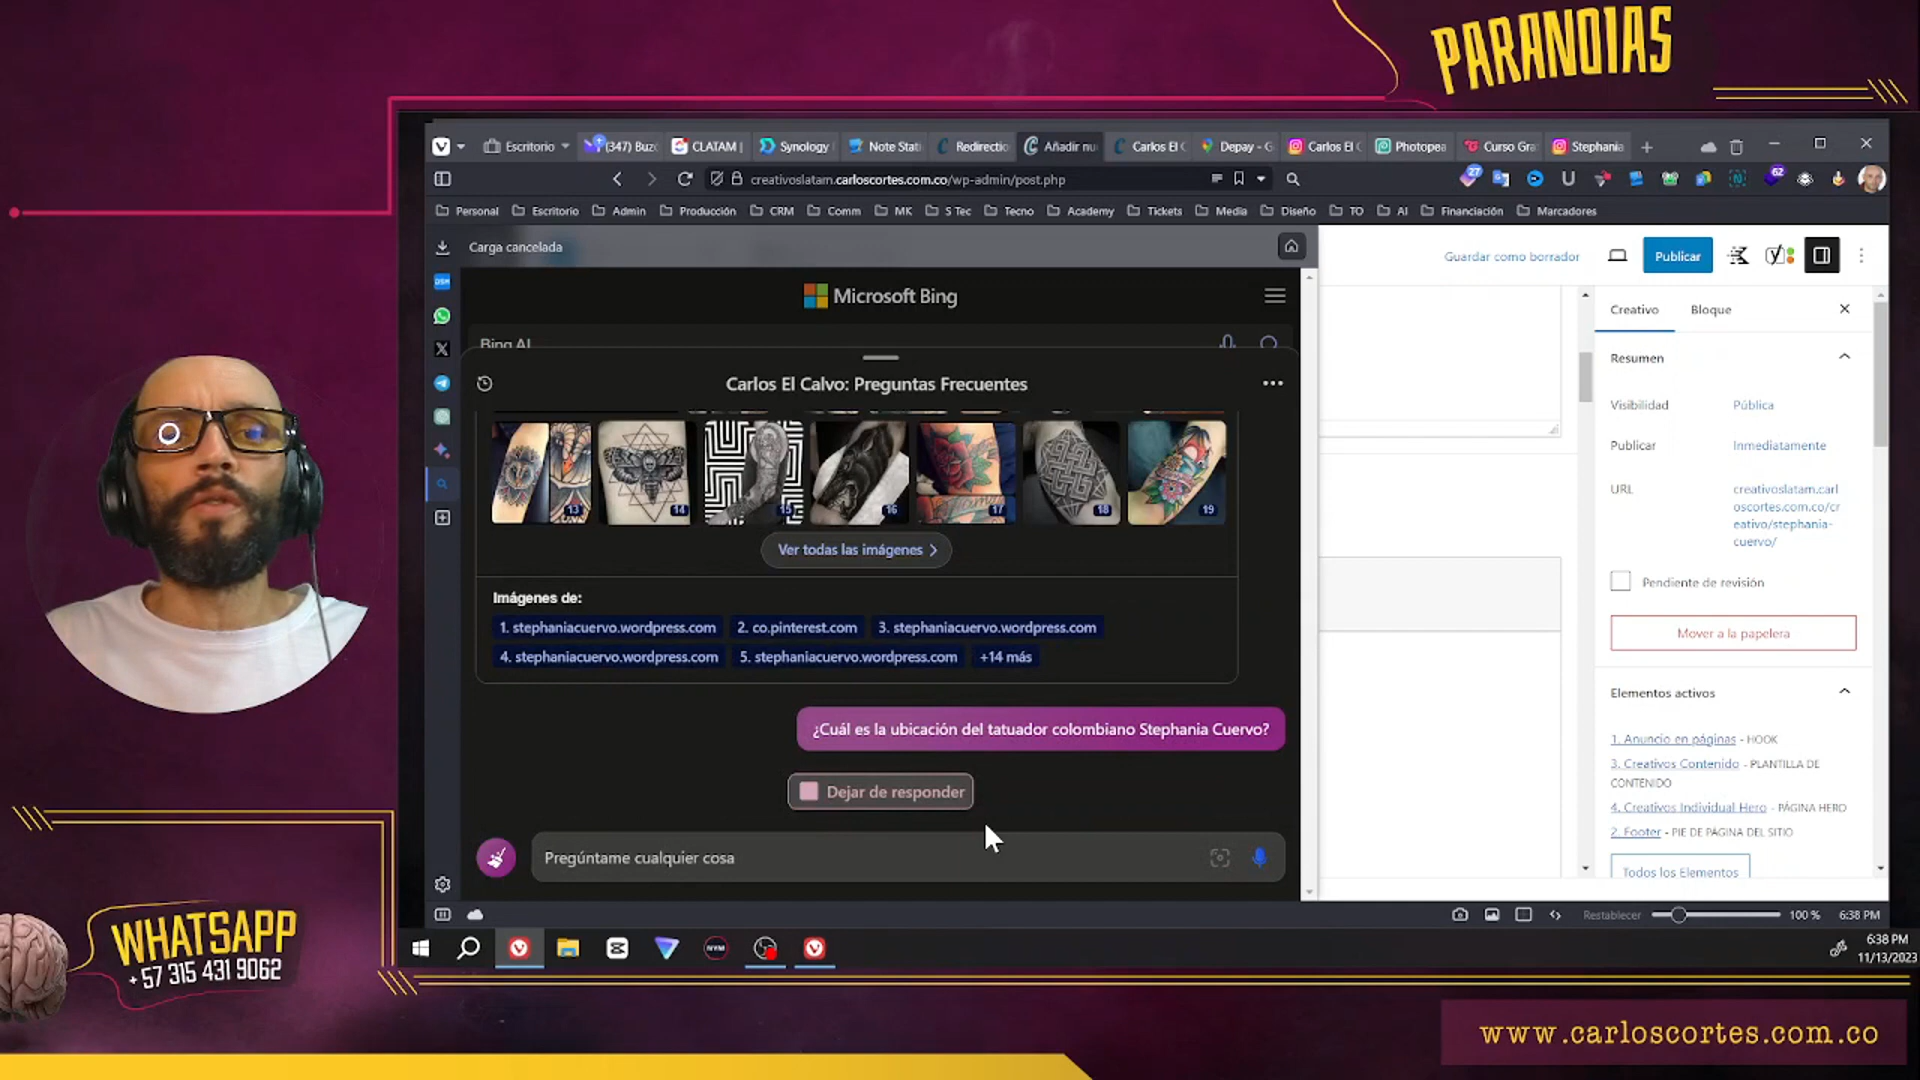 PARANOIAS
Escritorio
(347) Buz
CLATAM |
Synology
Note Stati
Redirectio
Añadir nu
Carlos El C
Depay - G
Carlos El C
Photopea
Curso Gra
Stephania
creativoslatam.carloscortes.com.co/wp-admin/post.php
27
62
Personal
Escritorio
Admin
Producción
CRM
Comm
MK
S Tec
Tecno
Academy
Tickets
Media
Diseño
TO
AI
Financiación
Marcadores
Carga cancelada
Guardar como borrador
Publicar
Microsoft Bing
Bing AI
Carlos El Calvo: Preguntas Frecuentes
13
14
15
16
17
18
19
Ver todas las imágenes
Imágenes de:
1. stephaniacuervo.wordpress.com 2. co.pinterest.com 3. stephaniacuervo.wordpress.com
4. stephaniacuervo.wordpress.com 5. stephaniacuervo.wordpress.com +14 más
¿Cuál es la ubicación del tatuador colombiano Stephania Cuervo?
Dejar de responder
Pregúntame cualquier cosa
Creativo
Bloque
Resumen
Visibilidad
Pública
Publicar
Inmediatamente
URL
creativoslatam.carl
oscortes.com.co/cr
eativo/stephania-
cuervo/
Pendiente de revisión
Mover a la papelera
Elementos activos
1. Anuncio en páginas - HOOK
3. Creativos Contenido - PLANTILLA DE
CONTENIDO
4. Creativos Individual Hero - PÁGINA HERO
2. Footer - PIE DE PÁGINA DEL SITIO
Todos los Elementos
Restablecer
100 %
6:38 PM
6:38 PM
11/13/2023
WHATSAPP
+ 57 315 431 9062
www.carloscortes.com.co